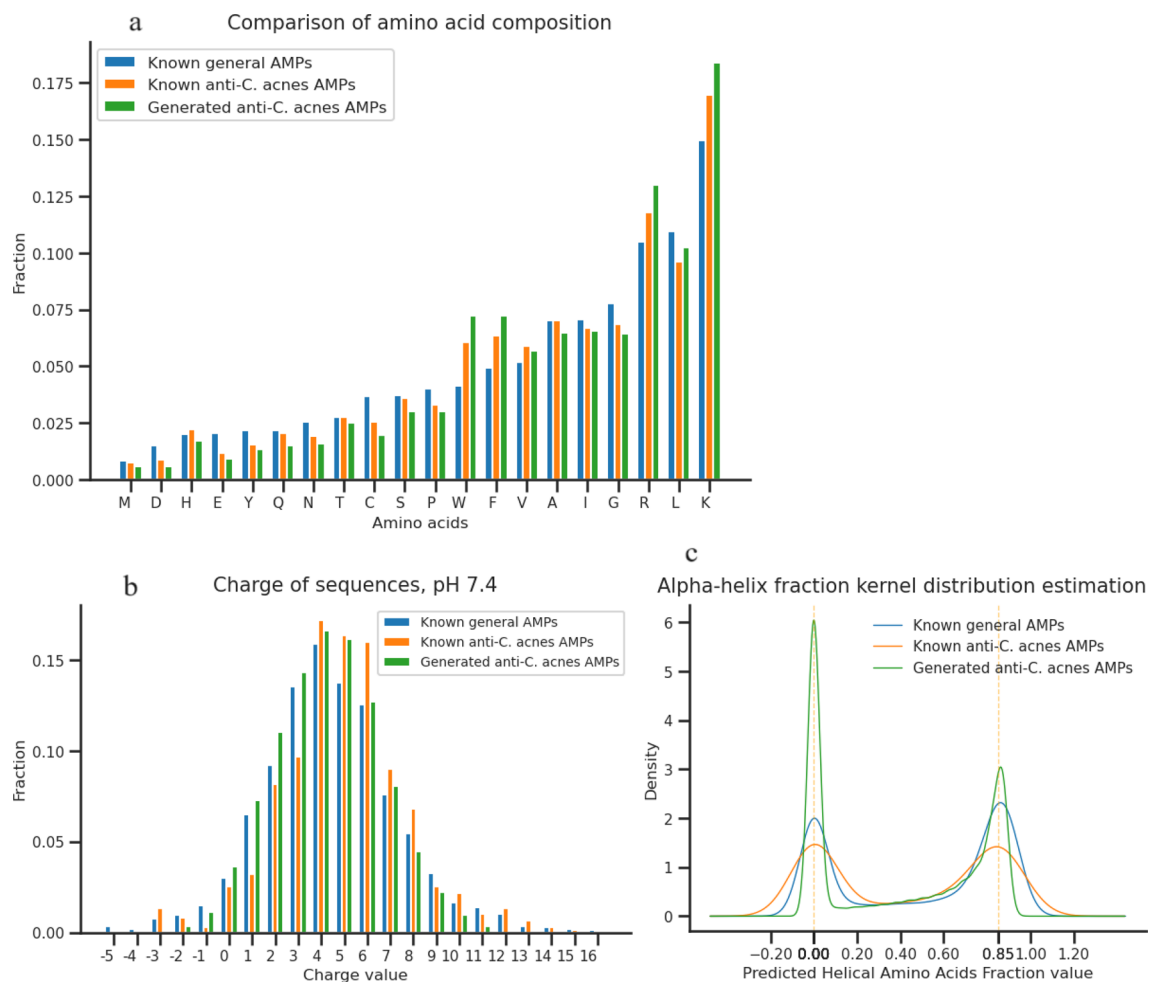 a
Comparison of amino acid composition
Known general AMPs
Known anti-C. acnes AMPs
Generated anti-C. acnes AMPs
0.175
0.150
0.125
0.100
0.075
0.050
0.025
0.000
Fraction
M D H E Y Q N T C S P W F V A I G R L K
Amino acids
b
Charge of sequences, pH 7.4
Known general AMPs
Known anti-C. acnes AMPs
Generated anti-C. acnes AMPs
0.15
0.10
0.05
0.00
Fraction
-5 -4 -3 -2 -1 0 1 2 3 4 5 6 7 8 9 10 11 12 13 14 15 16
Charge value
c
Alpha-helix fraction kernel distribution estimation
Known general AMPs
Known anti-C. acnes AMPs
Generated anti-C. acnes AMPs
6
5
4
3
2
1
0
Density
−0.20 0.00 0.20 0.40 0.60 0.851.00 1.20
Predicted Helical Amino Acids Fraction value